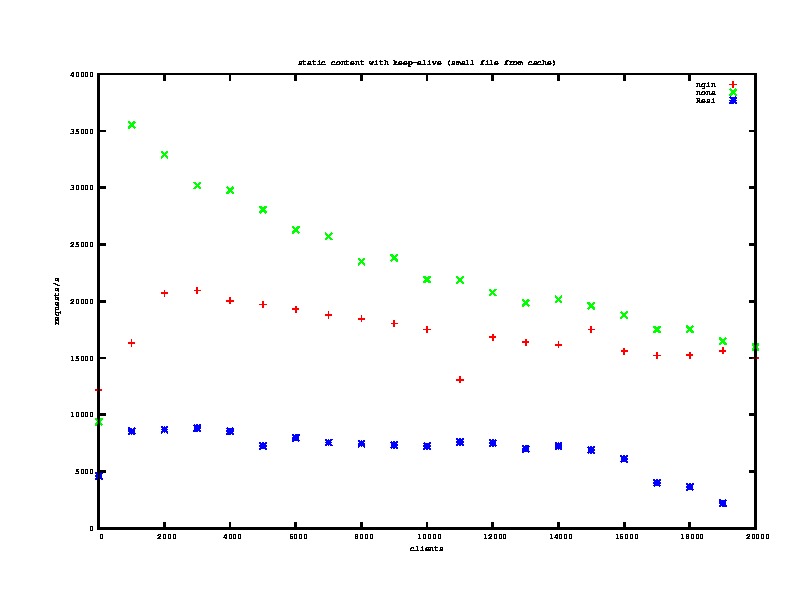 static content with keep-alive (small file from cache)
40000
35000
30000
25000
20000
15000
10000
5000
0
requests/s
ngin
nona
Resi
0 2000 4000 6000 8000 10000 12000 14000 16000 18000 20000
clients